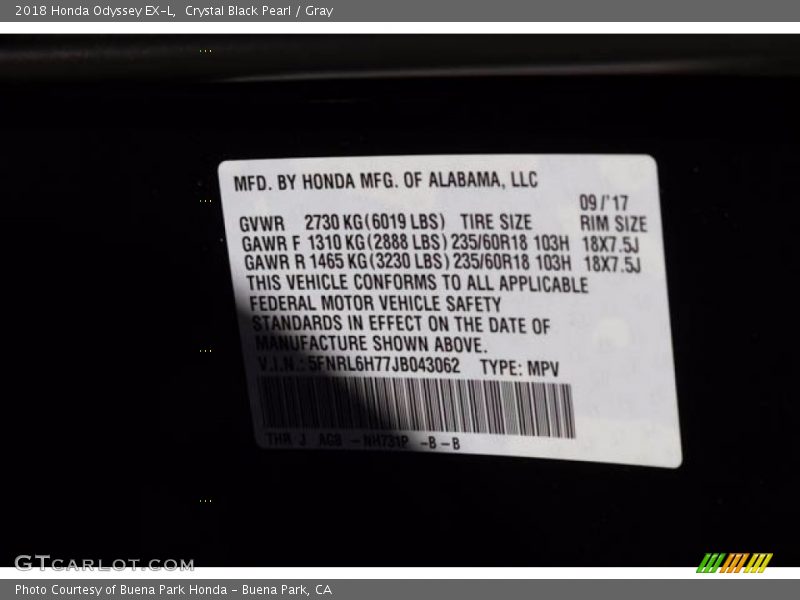 2018 Honda Odyssey EX-L, Crystal Black Pearl / Gray
MFD. BY HONDA MFG. OF ALABAMA, LLC
09/'17
GVWR 2730 KG(6019 LBS) TIRE SIZE RIM SIZE
GAWR F 1310 KG(2888 LBS) 235/60R18 103H 18X7.5J
GAWR R 1465 KG(3230 LBS) 235/60R18 103H 18X7.5J
THIS VEHICLE CONFORMS TO ALL APPLICABLE
FEDERAL MOTOR VEHICLE SAFETY
STANDARDS IN EFFECT ON THE DATE OF
MANUFACTURE SHOWN ABOVE.
V.I.N.: 5FNRL6H77JB043062 TYPE: MPV
THR J AGB - NH731P -B-B
GTCARLOT.COM
Photo Courtesy of Buena Park Honda - Buena Park, CA